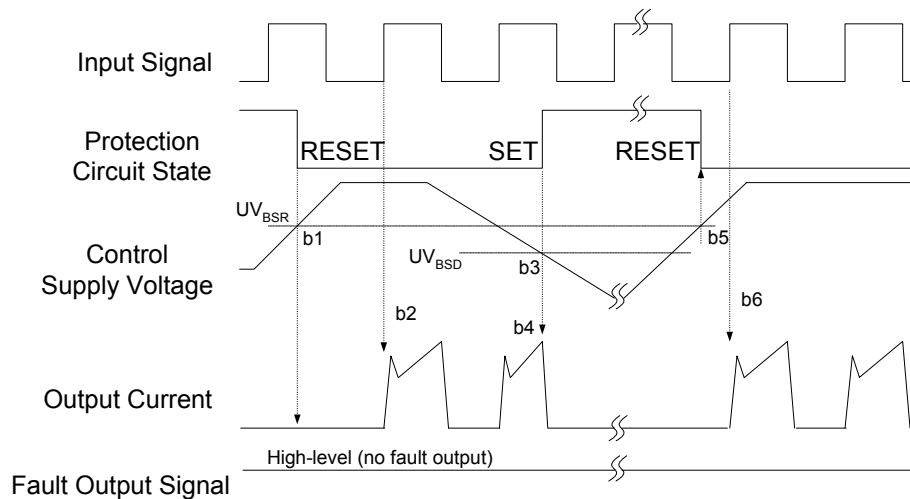 Input Signal
Protection
Circuit State
RESET
SET
RESET
UVBSR
b1
b5
Control
Supply Voltage
UVBSD
b3
b2
b4
b6
Output Current
High-level (no fault output)
Fault Output Signal